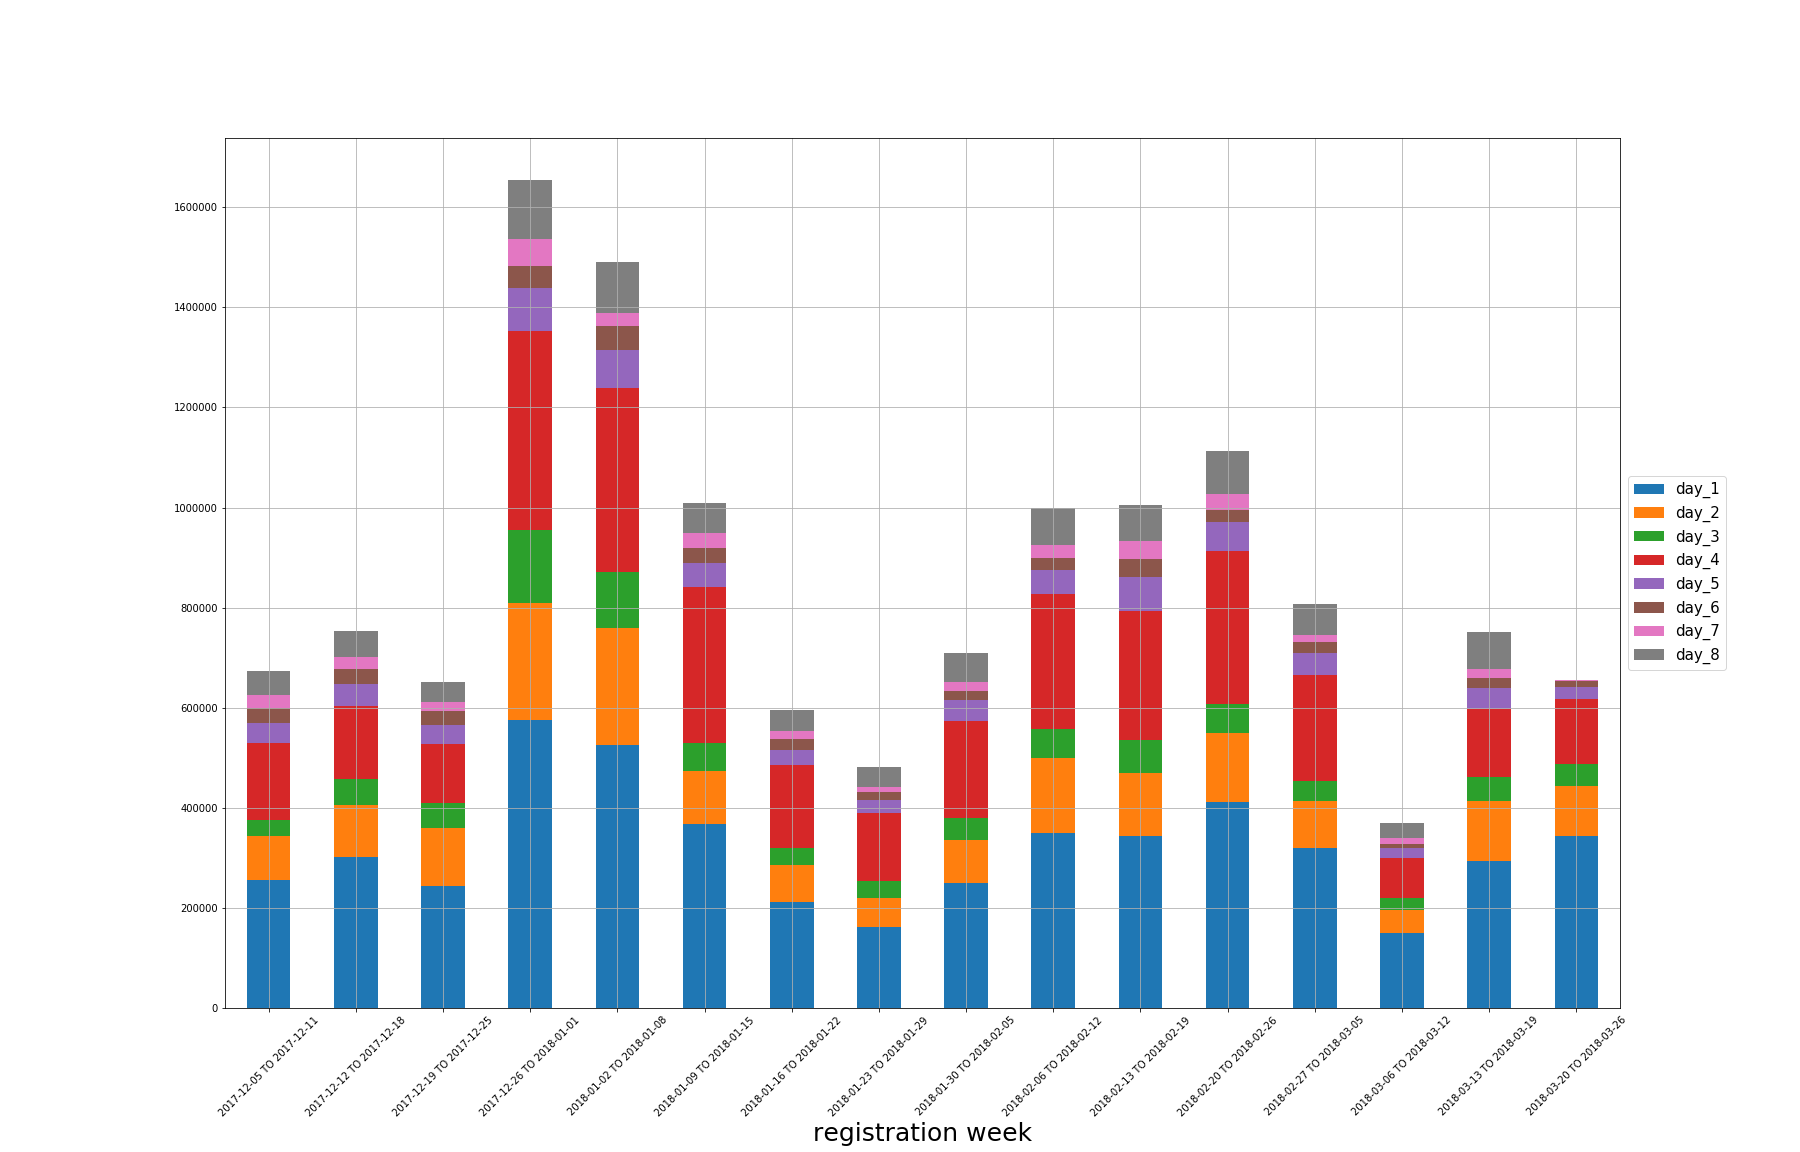 1600000
1400000
1200000
1000000
800000
600000
400000
200000
0
day_1
day_2
day_3
day_4
day_5
day_6
day_7
day_8
2017-12-05 TO 2017-12-11
2017-12-12 TO 2017-12-18
2017-12-19 TO 2017-12-25
2017-12-26 TO 2018-01-01
2018-01-02 TO 2018-01-08
2018-01-09 TO 2018-01-15
2018-01-16 TO 2018-01-22
2018-01-23 TO 2018-01-29
2018-01-30 TO 2018-02-05
2018-02-06 TO 2018-02-12
2018-02-13 TO 2018-02-19
2018-02-20 TO 2018-02-26
2018-02-27 TO 2018-03-05
2018-03-06 TO 2018-03-12
2018-03-13 TO 2018-03-19
2018-03-20 TO 2018-03-26
registration week